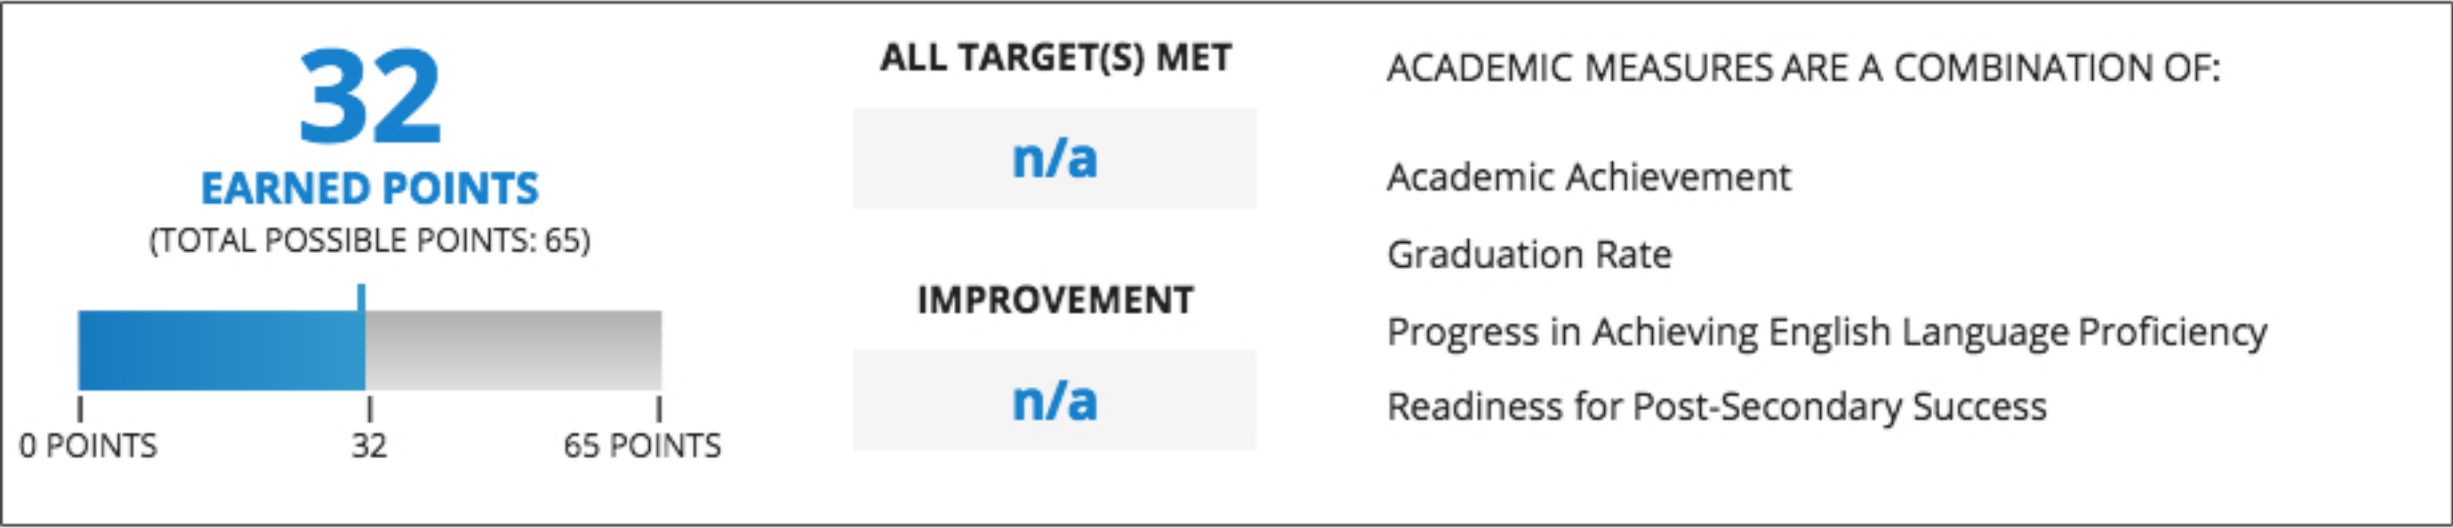 32
EARNED POINTS
(TOTAL POSSIBLE POINTS: 65)
0 POINTS
32
65 POINTS
ALL TARGET(S) MET
n/a
IMPROVEMENT
n/a
ACADEMIC MEASURES ARE A COMBINATION OF:
Academic Achievement
Graduation Rate
Progress in Achieving English Language Proficiency
Readiness for Post-Secondary Success